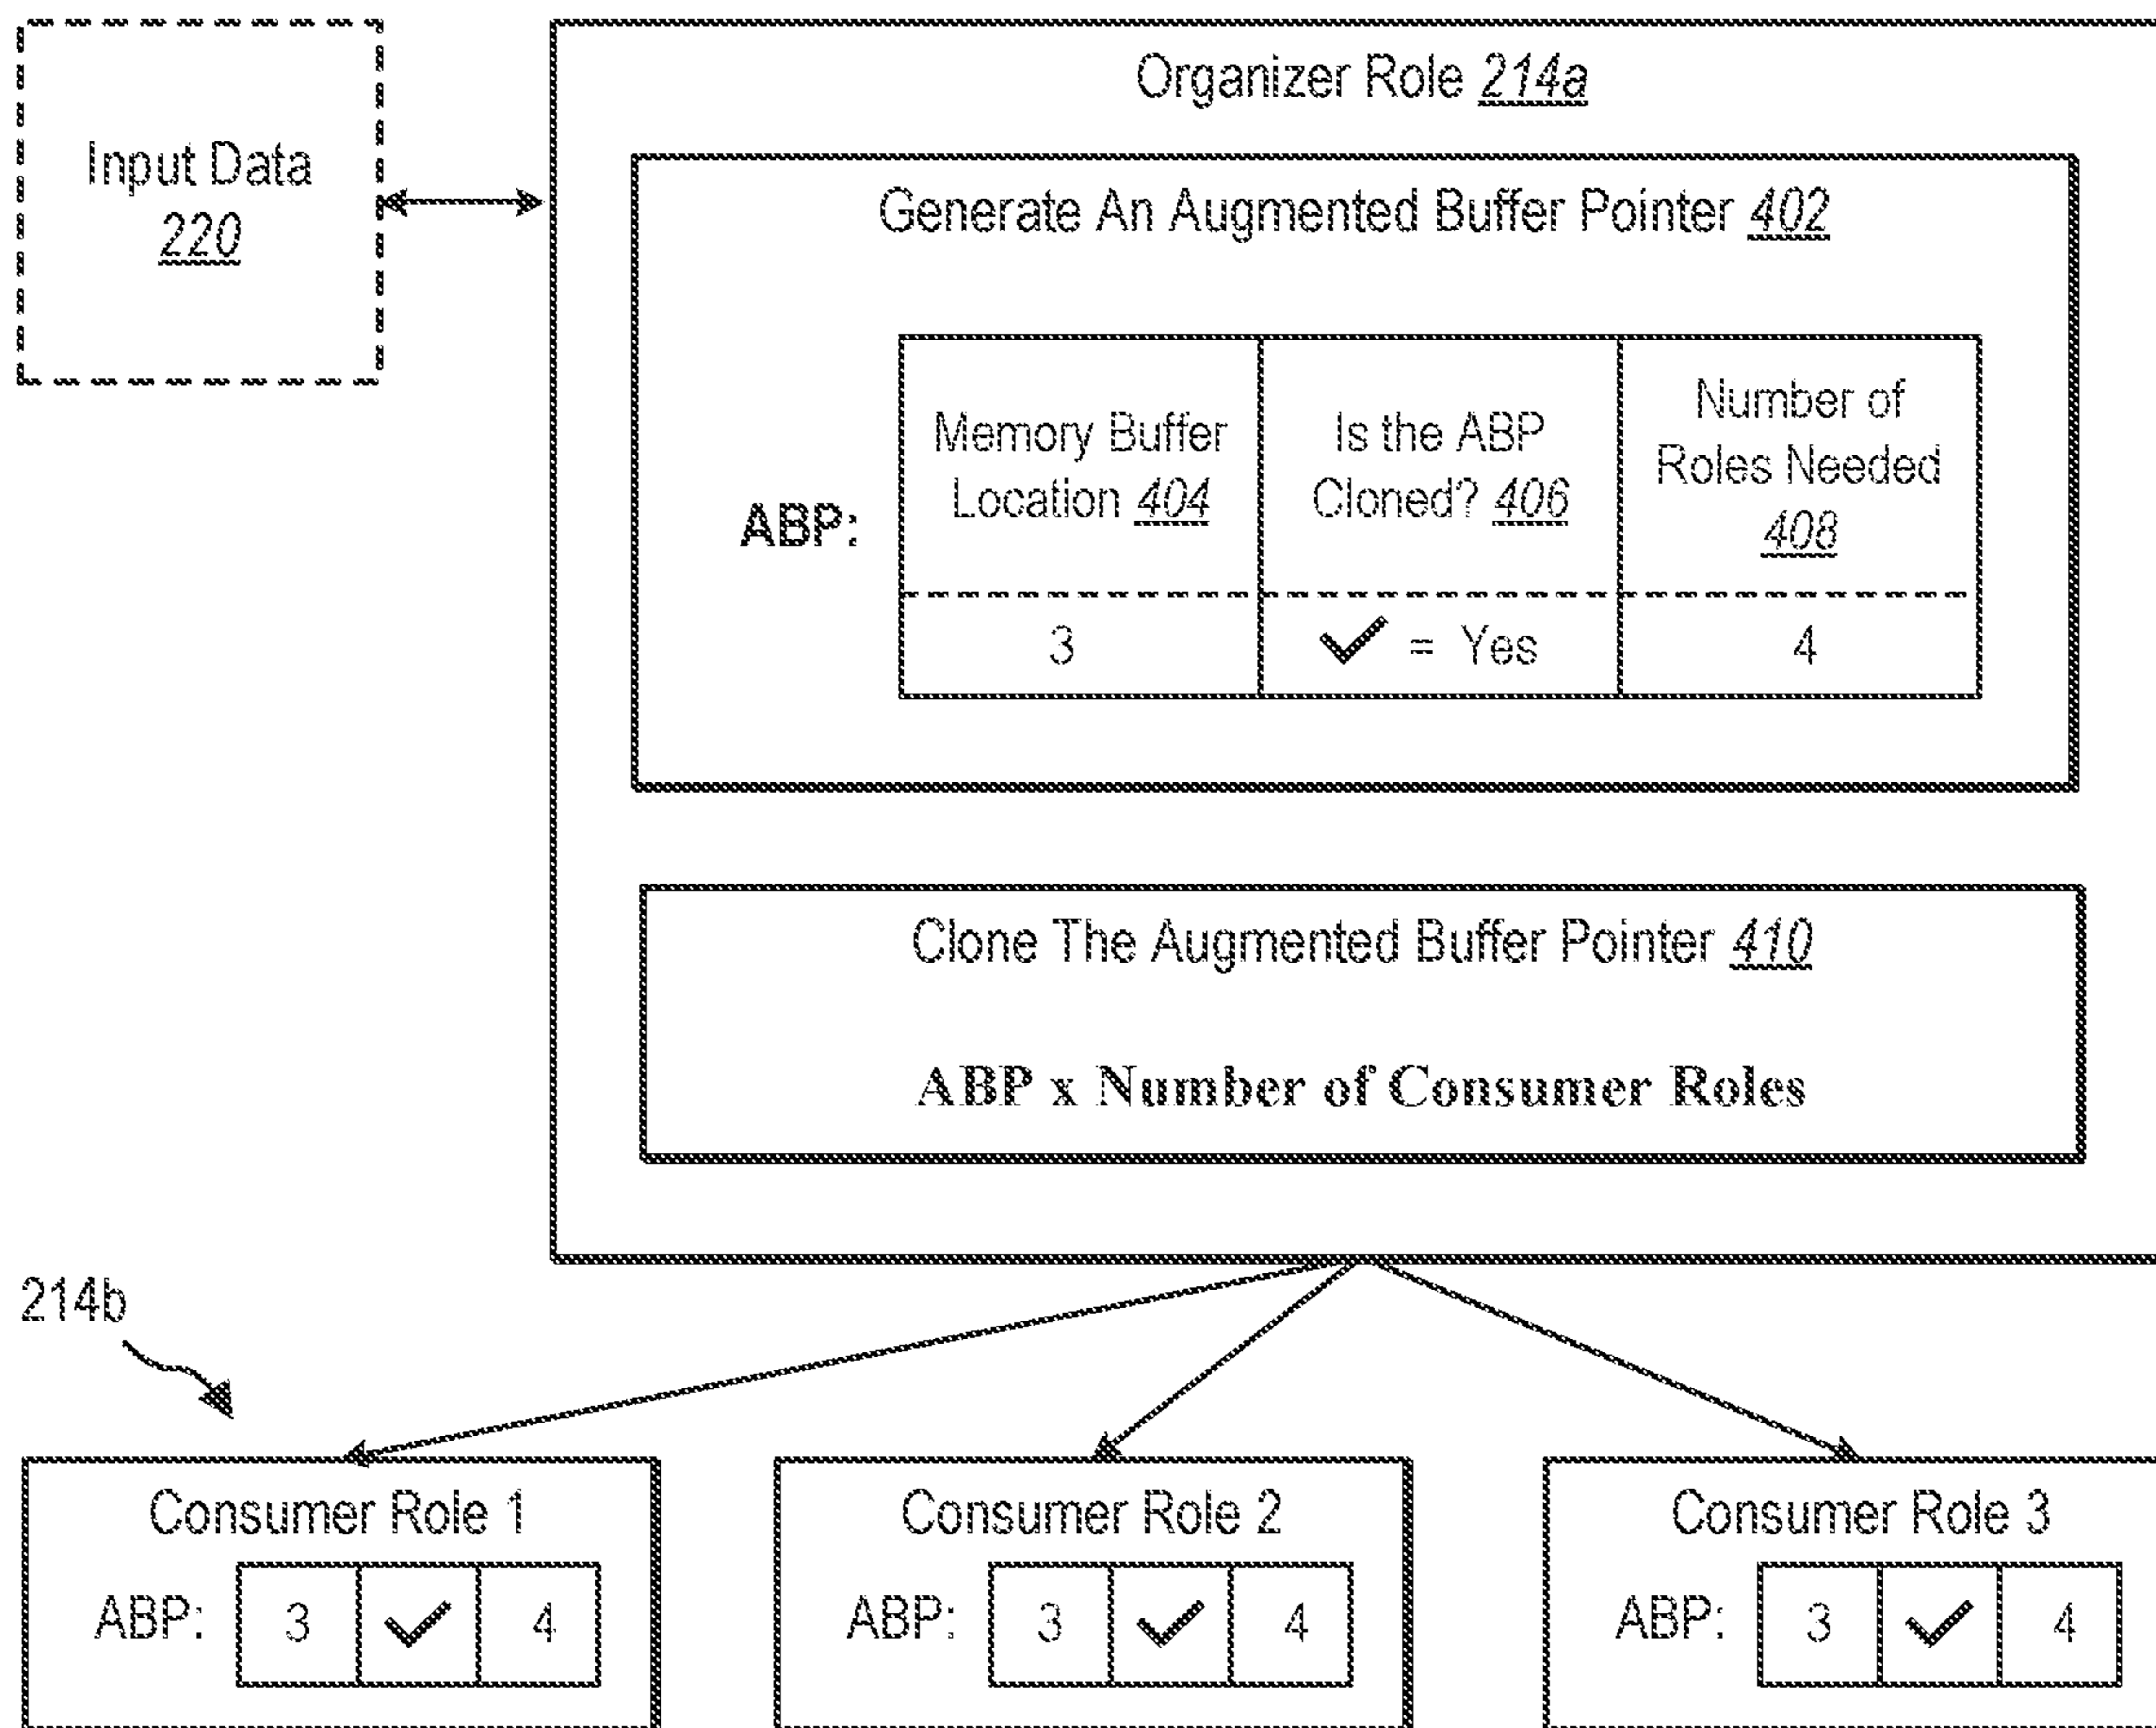 Input Data
220
Organizer Role 214a
Generate An Augmented Buffer Pointer 402
ABP:
Memory Buffer
Location 404
Is the ABP
Cloned? 406
Number of
Roles Needed
408
3
✓ = Yes
4
Clone The Augmented Buffer Pointer 410
ABP x Number of Consumer Roles
214b
Consumer Role 1
ABP: 3 ✓ 4
Consumer Role 2
ABP: 3 ✓ 4
Consumer Role 3
ABP: 3 ✓ 4